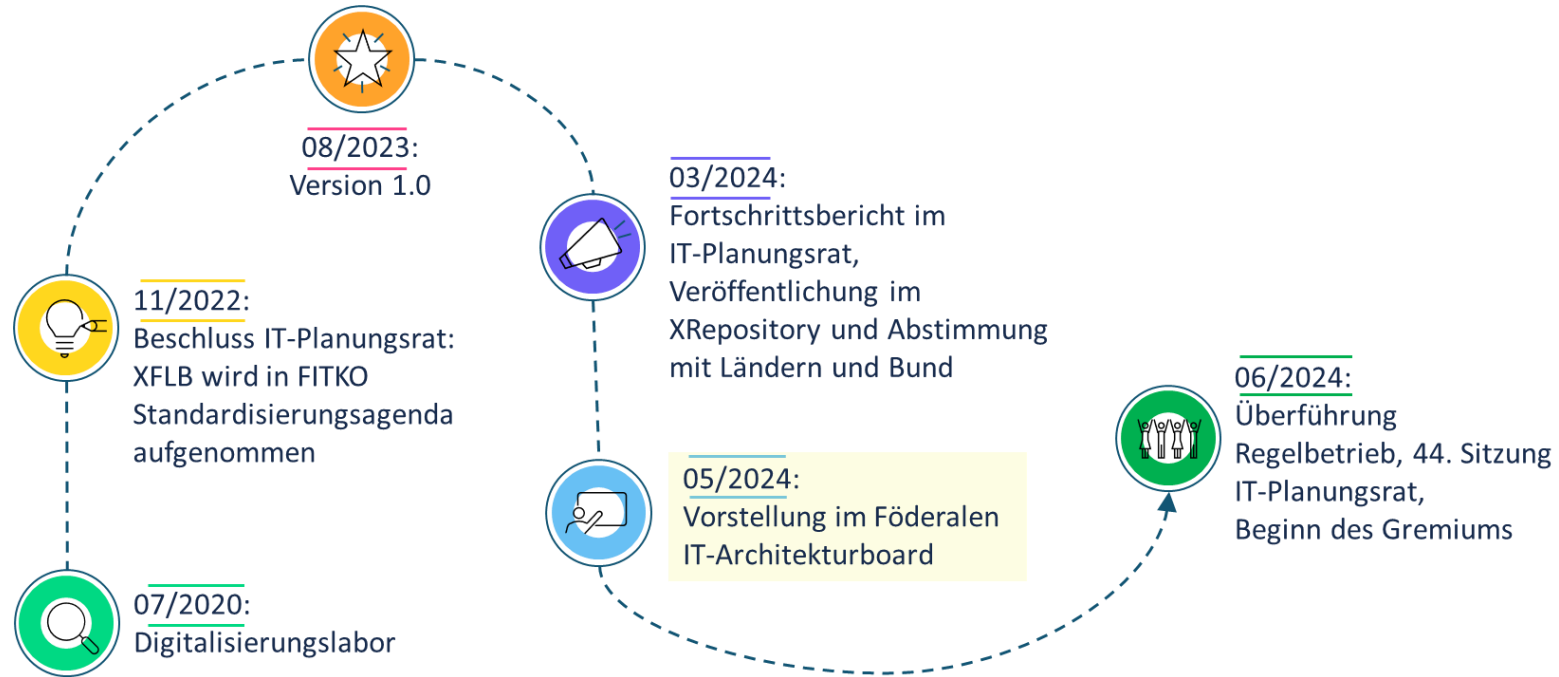 07/2020:
Digitalisierungslabor
11/2022:
Beschluss IT-Planungsrat:
XFLB wird in FITKO
Standardisierungsagenda
aufgenommen
08/2023:
Version 1.0
03/2024:
Fortschrittsbericht im
IT-Planungsrat,
Veröffentlichung im
XRepository und Abstimmung
mit Ländern und Bund
05/2024:
Vorstellung im Föderalen
IT-Architekturboard
06/2024:
Überführung
Regelbetrieb, 44. Sitzung
IT-Planungsrat,
Beginn des Gremiums